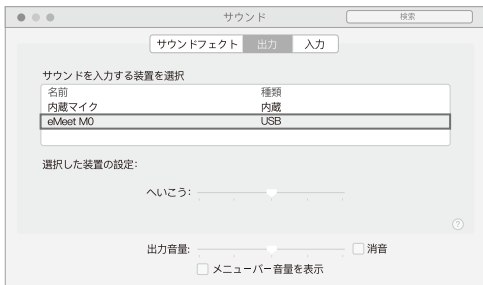 サウンド
検索
サウンドフェクト 出力 入力
サウンドを入力する装置を選択
名前 種類
内蔵マイク 内蔵
eMeet M0 USB
選択した装置の設定:
へいこう:
?
出力音量: 消音
メニューバー音量を表示